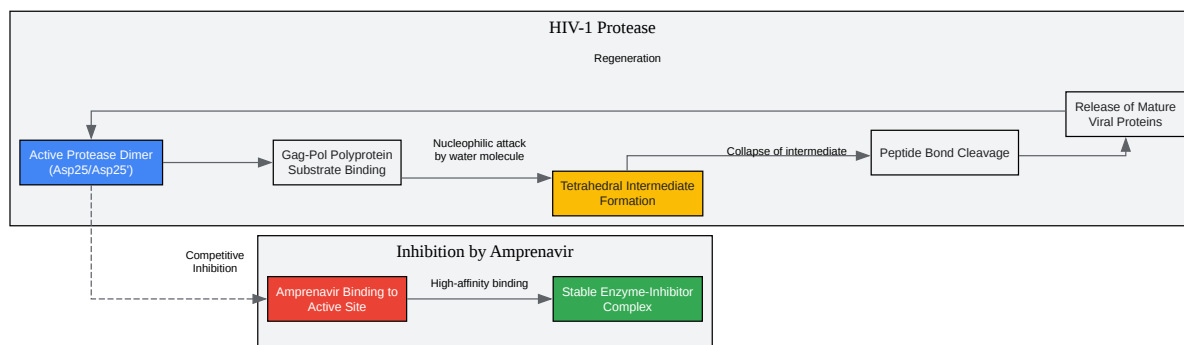 HIV-1 Protease
Regeneration
Release of Mature
Viral Proteins
Active Protease Dimer
(Asp25/Asp25')
Gag-Pol Polyprotein
Substrate Binding
Nucleophilic attack
by water molecule
Tetrahedral Intermediate
Formation
Collapse of intermediate
Peptide Bond Cleavage
Competitive
Inhibition
Inhibition by Amprenavir
Amprenavir Binding to
Active Site
High-affinity binding
Stable Enzyme-Inhibitor
Complex